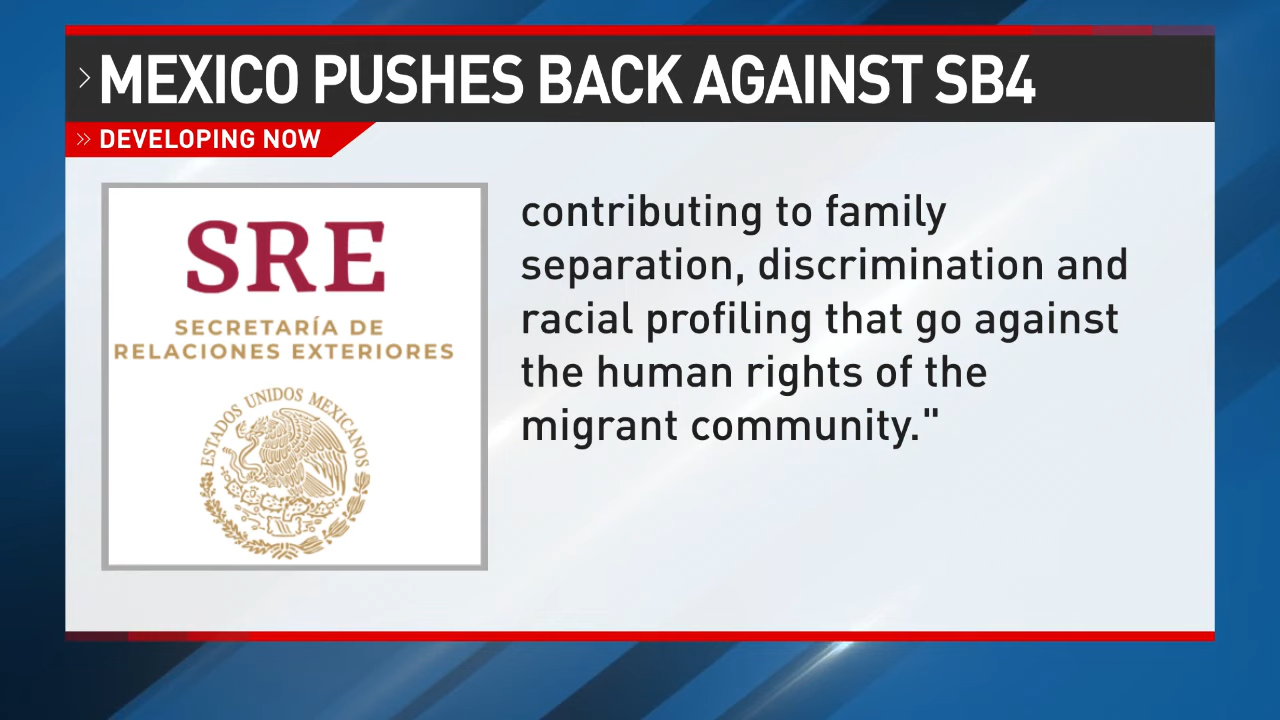 MEXICO PUSHES BACK AGAINST SB4
DEVELOPING NOW
SRE
SECRETARÍA DE
RELACIONES EXTERIORES
ESTADOS UNIDOS MEXICANOS
contributing to family
separation, discrimination and
racial profiling that go against
the human rights of the
migrant community."